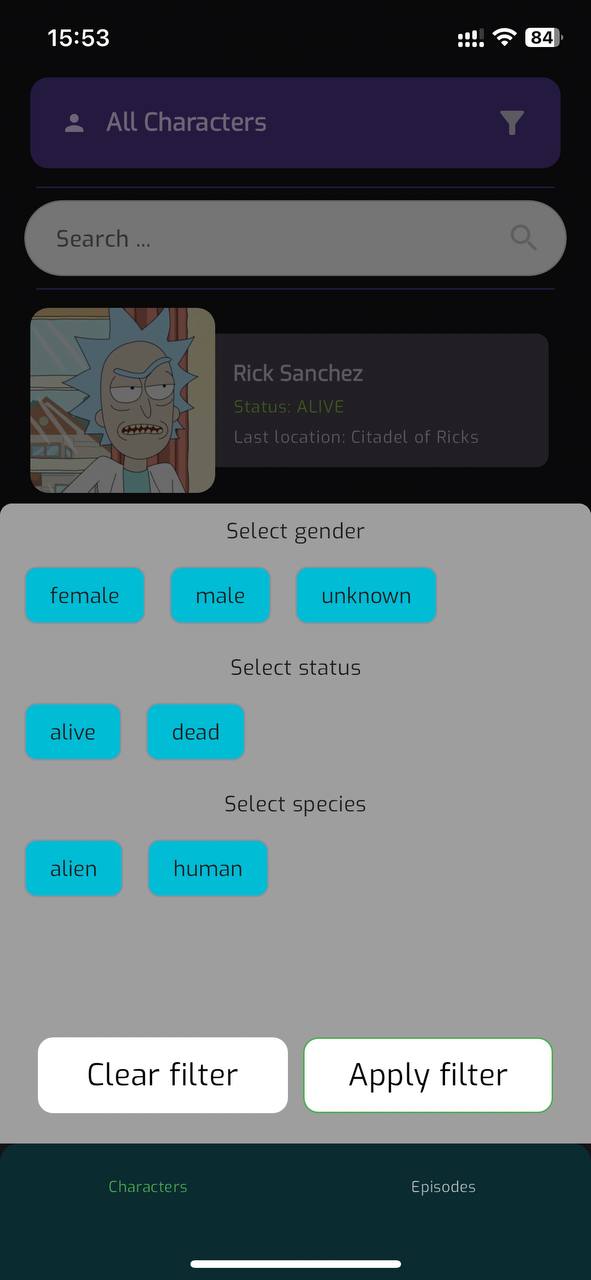 15:53
84
All Characters
Search ...
Rick Sanchez
Status: ALIVE
Last location: Citadel of Ricks
Select gender
female male unknown
Select status
alive dead
Select species
alien human
Clear filter Apply filter
Characters Episodes